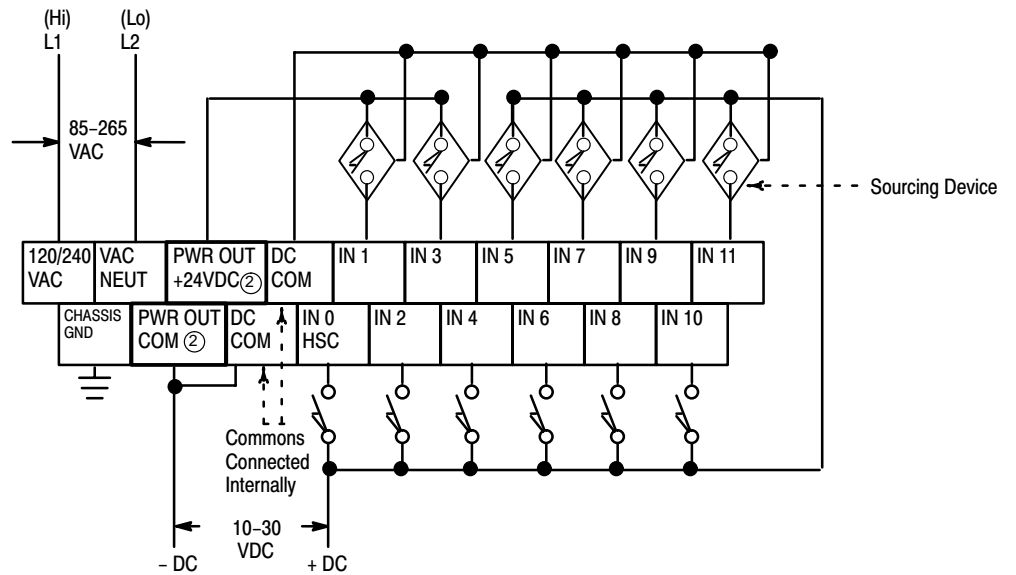 (Hi)
L1
(Lo)
L2
85–265
VAC
Sourcing Device
120/240
VAC
VAC
NEUT
PWR OUT
+24VDC②
DC
COM
IN 1
IN 3
IN 5
IN 7
IN 9
IN 11
CHASSIS
GND
PWR OUT
COM ②
DC
COM
IN 0
HSC
IN 2
IN 4
IN 6
IN 8
IN 10
Commons
Connected
Internally
10–30
VDC
– DC
+ DC